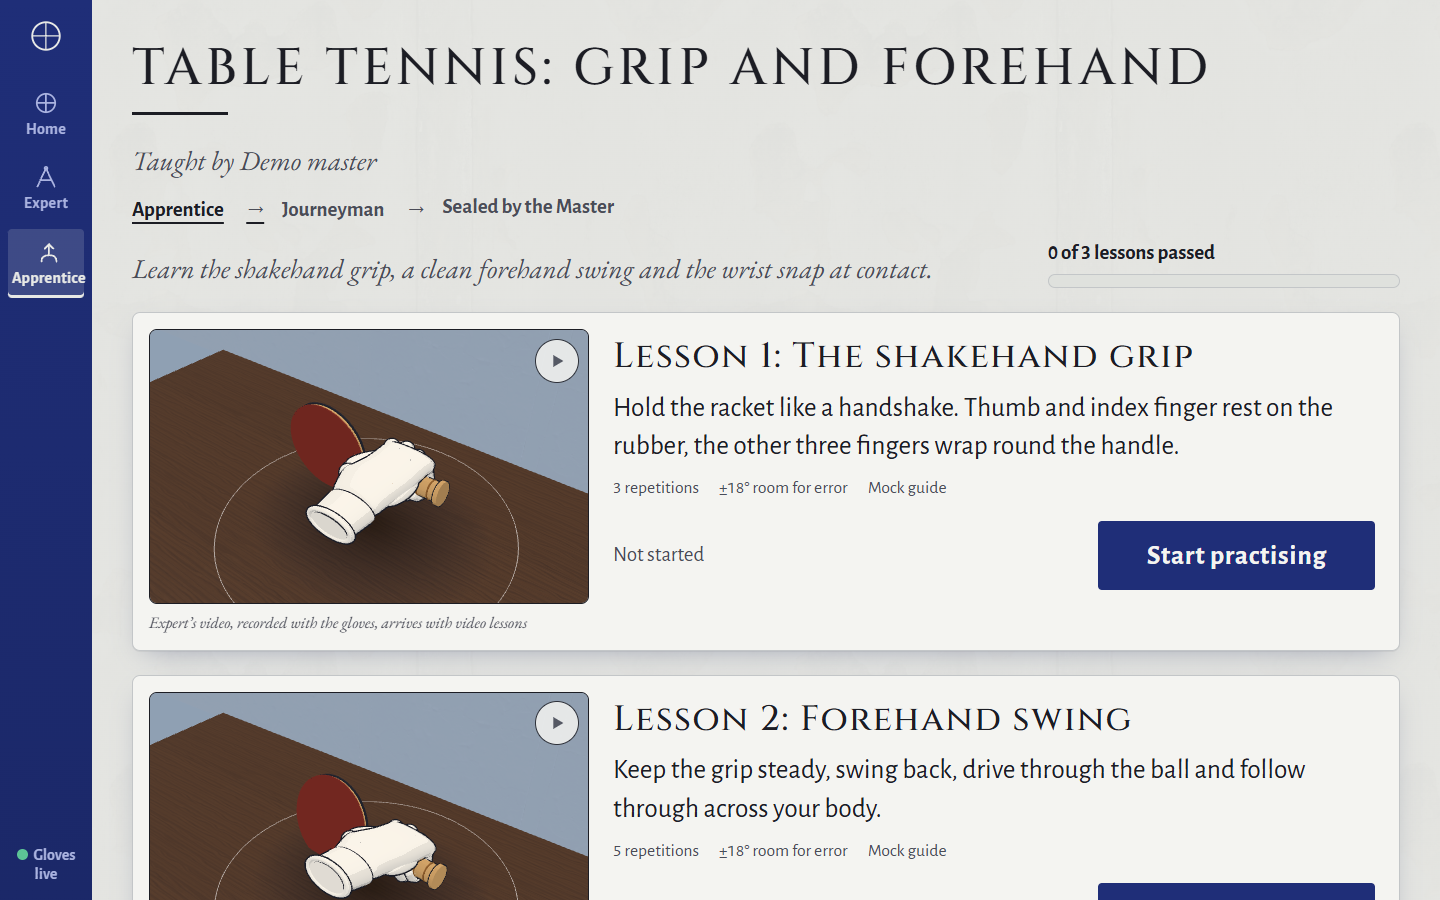 TABLE TENNIS: GRIP AND FOREHAND
Home
Expert
Apprentice
Gloves
live
Taught by Demo master
Apprentice → Journeyman → Sealed by the Master
Learn the shakehand grip, a clean forehand swing and the wrist snap at contact.
0 of 3 lessons passed
Lesson 1: The shakehand grip
Hold the racket like a handshake. Thumb and index finger rest on the
rubber, the other three fingers wrap round the handle.
3 repetitions ±18° room for error Mock guide
Not started
Start practising
Expert's video, recorded with the gloves, arrives with video lessons
Lesson 2: Forehand swing
Keep the grip steady, swing back, drive through the ball and follow
through across your body.
5 repetitions ±18° room for error Mock guide